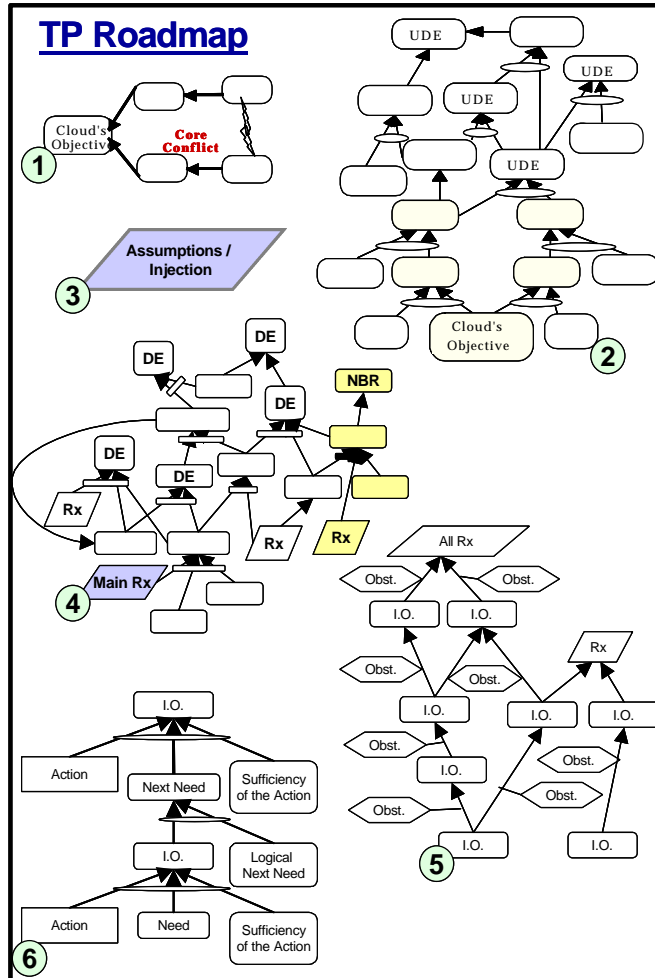 TP Roadmap
Cloud's
Objective
Core
Conflict
1
UDE
UDE
UDE
UDE
Cloud's
Objective
2
Assumptions /
Injection
3
DE
DE
DE
NBR
DE
DE
Rx
Rx
Rx
Main Rx
4
All Rx
Obst.
Obst.
I.O.
I.O.
Rx
Obst.
Obst.
I.O.
I.O.
I.O.
Obst.
Obst.
I.O.
Obst.
Obst.
I.O.
I.O.
5
I.O.
Action
Next Need
Sufficiency
of the Action
I.O.
Logical
Next Need
Action
Need
Sufficiency
of the Action
6